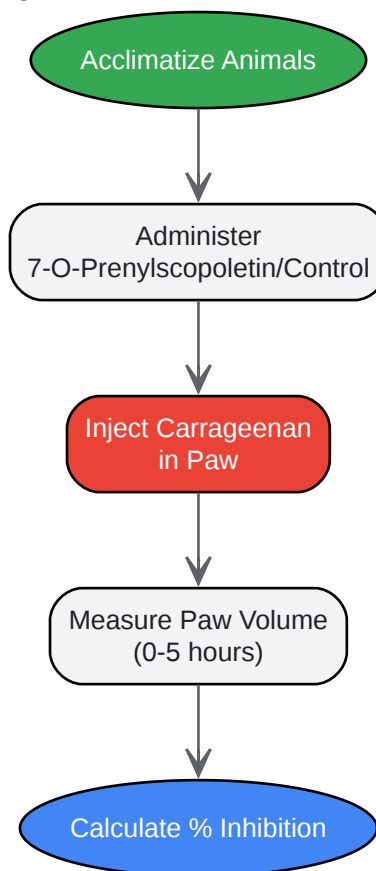 Acclimatize Animals
Administer
7-O-Prenylscopoletin/Control
Inject Carrageenan
in Paw
Measure Paw Volume
(0-5 hours)
Calculate % Inhibition